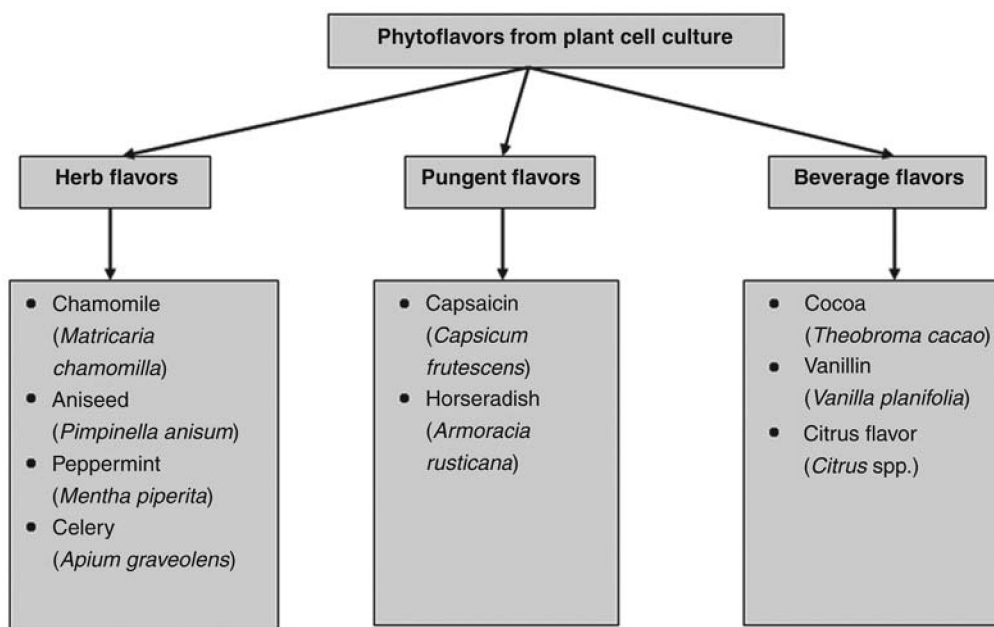 Phytoflavors from plant cell culture
Herb flavors
Pungent flavors
Beverage flavors
• Chamomile
(Matricaria
chamomilla)
• Aniseed
(Pimpinella anisum)
• Peppermint
(Mentha piperita)
• Celery
(Apium graveolens)
• Capsaicin
(Capsicum
frutescens)
• Horseradish
(Armoracia
rusticana)
• Cocoa
(Theobroma cacao)
• Vanillin
(Vanilla planifolia)
• Citrus flavor
(Citrus spp.)